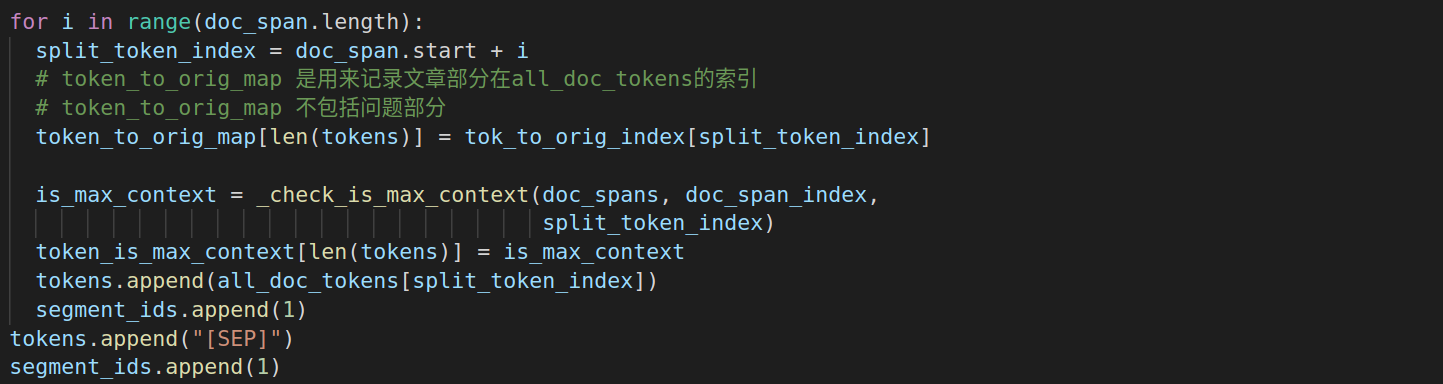 for i in range(doc_span.length):
  split_token_index = doc_span.start + i
  # token_to_orig_map 是用来记录文章部分在all_doc_tokens的索引
  # token_to_orig_map 不包括问题部分
  token_to_orig_map[len(tokens)] = tok_to_orig_index[split_token_index]

  is_max_context = _check_is_max_context(doc_spans, doc_span_index,
                                         split_token_index)
  token_is_max_context[len(tokens)] = is_max_context
  tokens.append(all_doc_tokens[split_token_index])
  segment_ids.append(1)
tokens.append("[SEP]")
segment_ids.append(1)